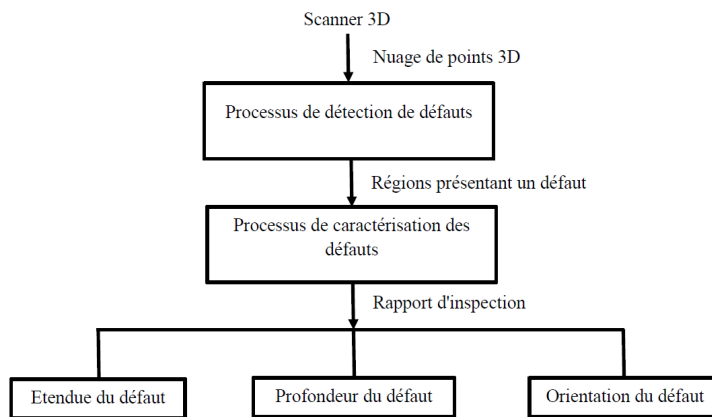 Scanner 3D
Nuage de points 3D
Processus de détection de défauts
Régions présentant un défaut
Processus de caractérisation des
défauts
Rapport d'inspection
Etendue du défaut
Profondeur du défaut
Orientation du défaut